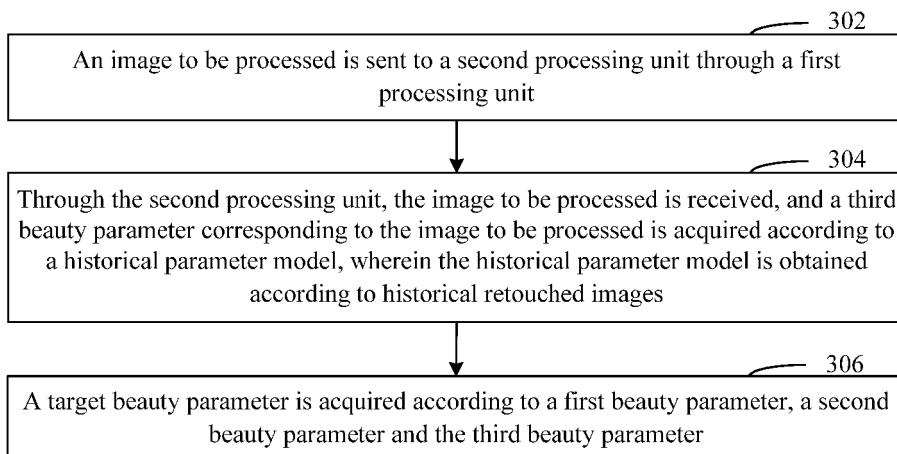 302
An image to be processed is sent to a second processing unit through a first
processing unit
304
Through the second processing unit, the image to be processed is received, and a third
beauty parameter corresponding to the image to be processed is acquired according to
a historical parameter model, wherein the historical parameter model is obtained
according to historical retouched images
306
A target beauty parameter is acquired according to a first beauty parameter, a second
beauty parameter and the third beauty parameter